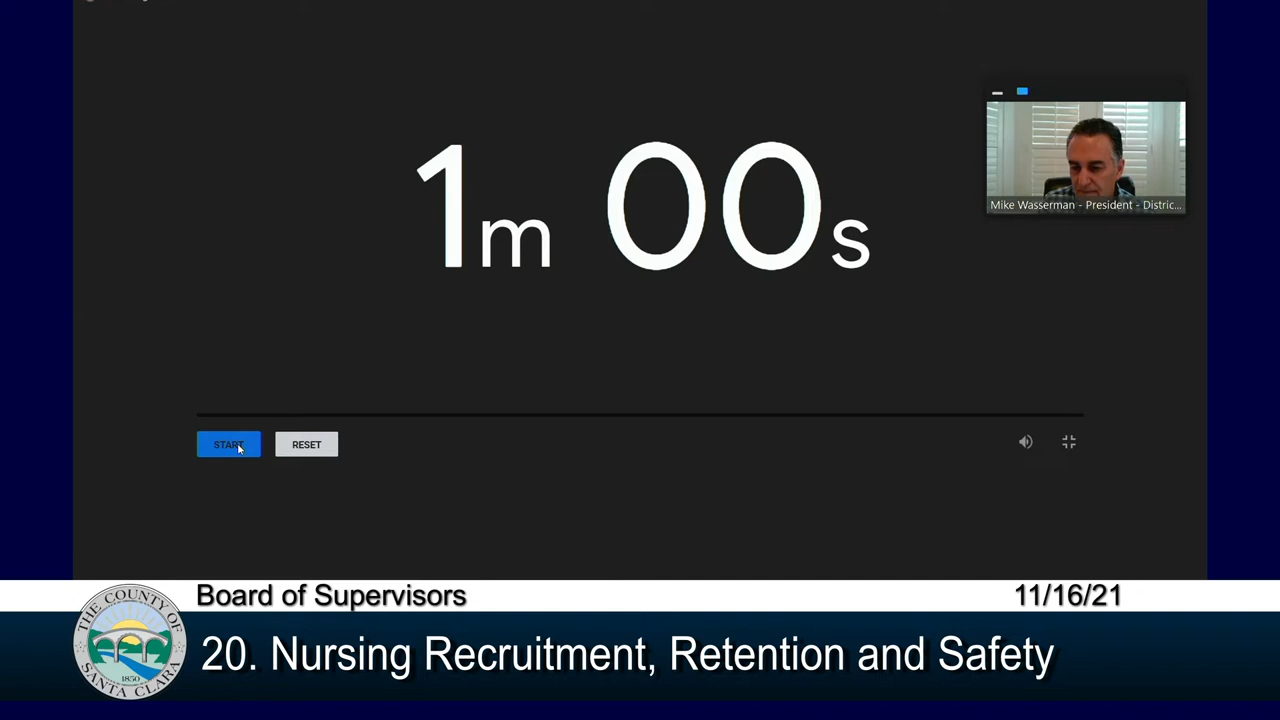 1m 00s
Mike Wasserman - President - Distric...
START
RESET
Board of Supervisors
11/16/21
20. Nursing Recruitment, Retention and Safety
THE COUNTY OF
SANTA CLARA
1850